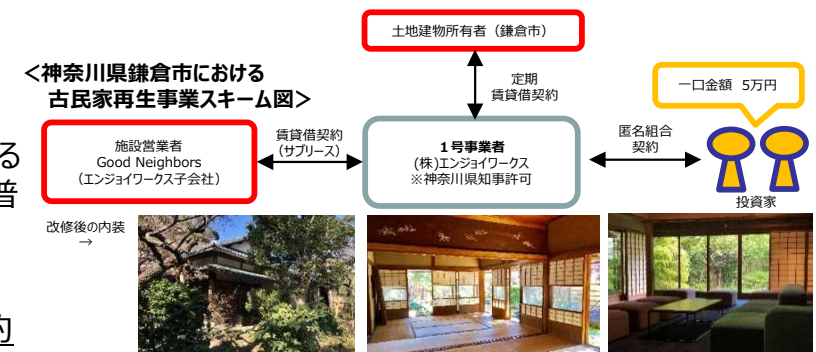 土地建物所有者（鎌倉市）
＜神奈川県鎌倉市における
古民家再生事業スキーム図＞
定期
賃貸借契約
一口金額 5万円
施設営業者
Good Neighbors
（エンジョイワークス子会社）
賃貸借契約
（サブリース）
1号事業者
(株)エンジョイワークス
※神奈川県知事許可
匿名組合
契約
投資家
る
普
改修後の内装
→
的